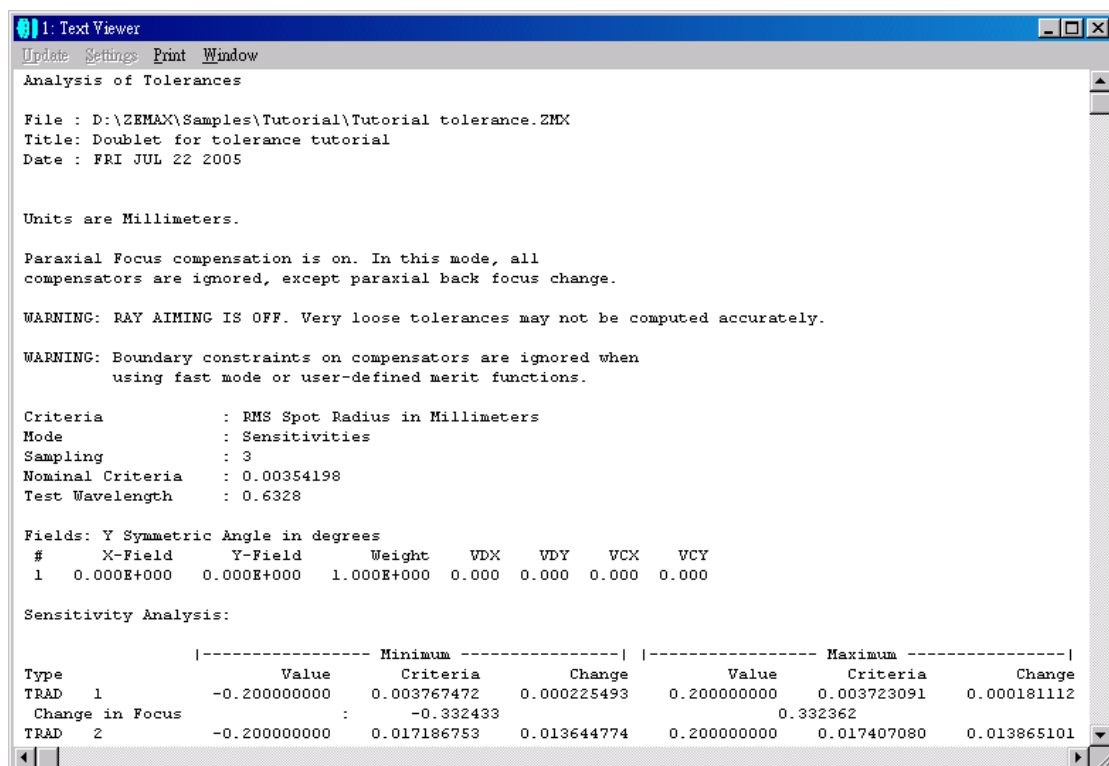 1: Text Viewer
Update Settings Print Window
Analysis of Tolerances
File : D:\ZEMAX\Samples\Tutorial\Tutorial tolerance.ZMX
Title: Doublet for tolerance tutorial
Date : FRI JUL 22 2005
Units are Millimeters.
Paraxial Focus compensation is on. In this mode, all
compensators are ignored, except paraxial back focus change.
WARNING: RAY AIMING IS OFF. Very loose tolerances may not be computed accurately.
WARNING: Boundary constraints on compensators are ignored when
using fast mode or user-defined merit functions.
Criteria : RMS Spot Radius in Millimeters
Mode : Sensitivities
Sampling : 3
Nominal Criteria : 0.00354198
Test Wavelength : 0.6328
Fields: Y Symmetric Angle in degrees
# X-Field Y-Field Weight VDX VDY VCX VCY
1 0.000E+000 0.000E+000 1.000E+000 0.000 0.000 0.000 0.000
Sensitivity Analysis:
|----------------- Minimum ----------------| |----------------- Maximum ----------------|
Type Value Criteria Change Value Criteria Change
TRAD 1 -0.200000000 0.003767472 0.000225493 0.200000000 0.003723091 0.000181112
Change in Focus : -0.332433 0.332362
TRAD 2 -0.200000000 0.017186753 0.013644774 0.200000000 0.017407080 0.013865101